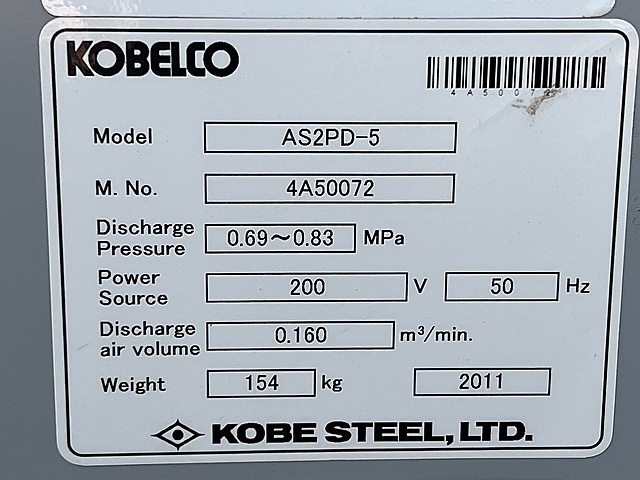 KOBELCO
4A50072
Model AS2PD-5
M. No. 4A50072
Discharge Pressure 0.69～0.83 MPa
Power Source 200 V 50 Hz
Discharge air volume 0.160 m³/min.
Weight 154 kg 2011
KOBE STEEL, LTD.